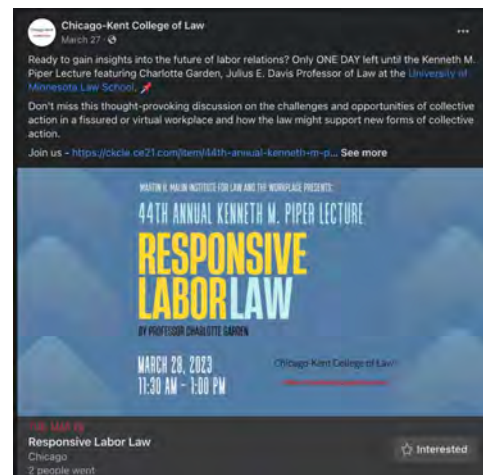 Chicago-Kent College of Law
March 27 ·
Ready to gain insights into the future of labor relations? Only ONE DAY left until the Kenneth M.
Piper Lecture featuring Charlotte Garden, Julius E. Davis Professor of Law at the University of
Minnesota Law School.
Don't miss this thought-provoking discussion on the challenges and opportunities of collective
action in a fissured or virtual workplace and how the law might support new forms of collective
action.
Join us - https://ckcle.ce21.com/item/44th-annual-kenneth-m-p... See more
MARTIN H. MALIN INSTITUTE FOR LAW AND THE WORKPLACE PRESENTS:
44TH ANNUAL KENNETH M. PIPER LECTURE
RESPONSIVE
LABOR LAW
BY PROFESSOR CHARLOTTE GARDEN
MARCH 28, 2023
11:30 AM - 1:00 PM
Chicago-Kent College of Law
TUE, MAR 28
Responsive Labor Law
Chicago
2 people went
Interested